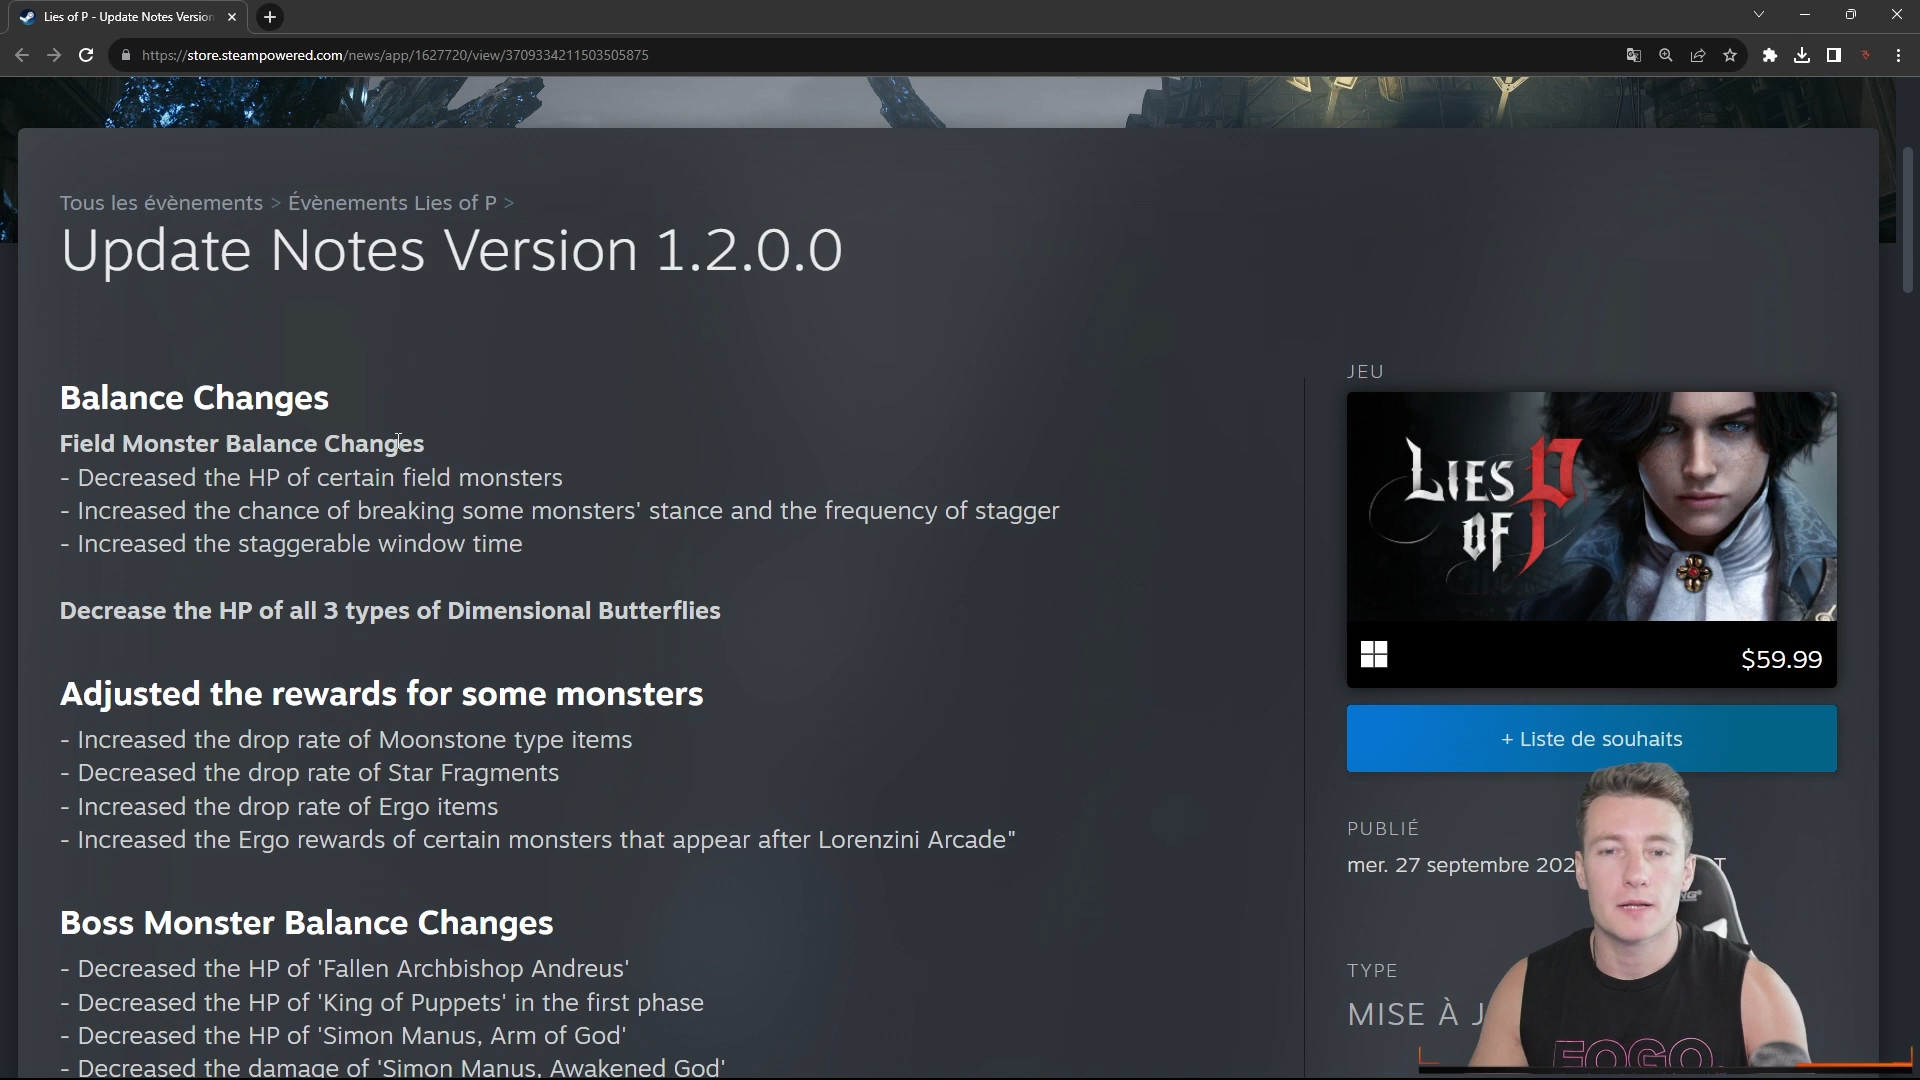 Lies of P - Update Notes Version
https://store.steampowered.com/news/app/1627720/view/3709334211503505875
Tous les évènements > Évènements Lies of P >
Update Notes Version 1.2.0.0
Balance Changes
Field Monster Balance Changes
- Decreased the HP of certain field monsters
- Increased the chance of breaking some monsters' stance and the frequency of stagger
- Increased the staggerable window time
Decrease the HP of all 3 types of Dimensional Butterflies
Adjusted the rewards for some monsters
- Increased the drop rate of Moonstone type items
- Decreased the drop rate of Star Fragments
- Increased the drop rate of Ergo items
- Increased the Ergo rewards of certain monsters that appear after Lorenzini Arcade"
Boss Monster Balance Changes
- Decreased the HP of 'Fallen Archbishop Andreus'
- Decreased the HP of 'King of Puppets' in the first phase
- Decreased the HP of 'Simon Manus, Arm of God'
- Decreased the damage of 'Simon Manus, Awakened God'
JEU
LIES
OF P
$59.99
+ Liste de souhaits
PUBLIÉ
mer. 27 septembre 202
TYPE
MISE À J